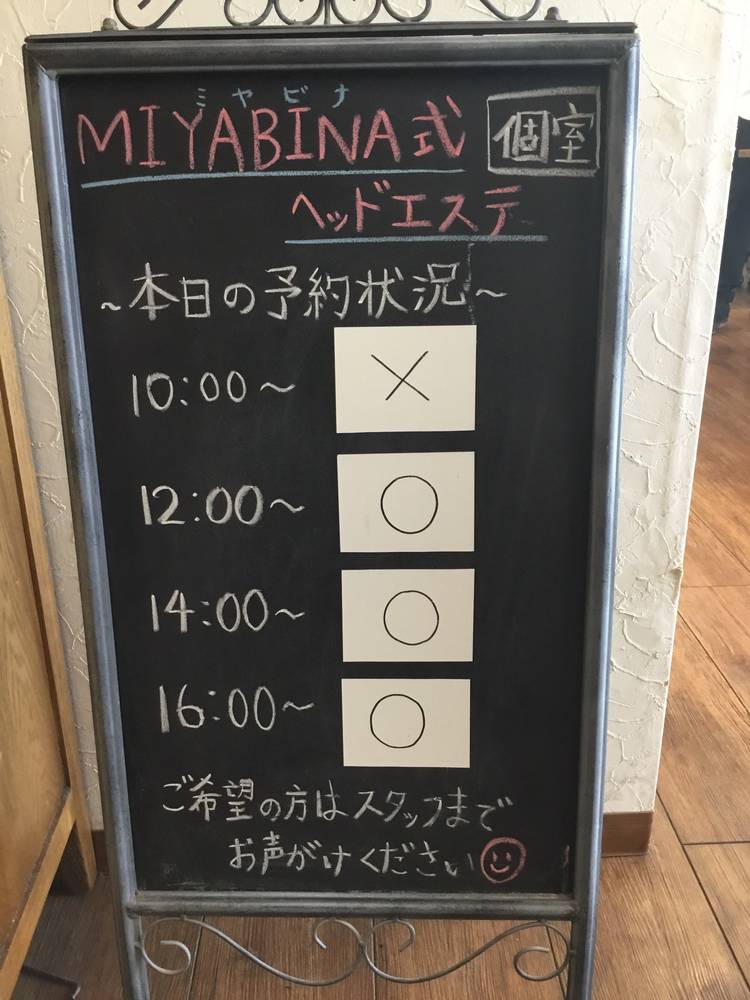 ミヤビナ
MIYABINA式 個室
ヘッドエステ
~本日の予約状況~
10:00~ ×
12:00~ ○
14:00~ ○
16:00~ ○
ご希望の方はスタッフまで
お声がけください